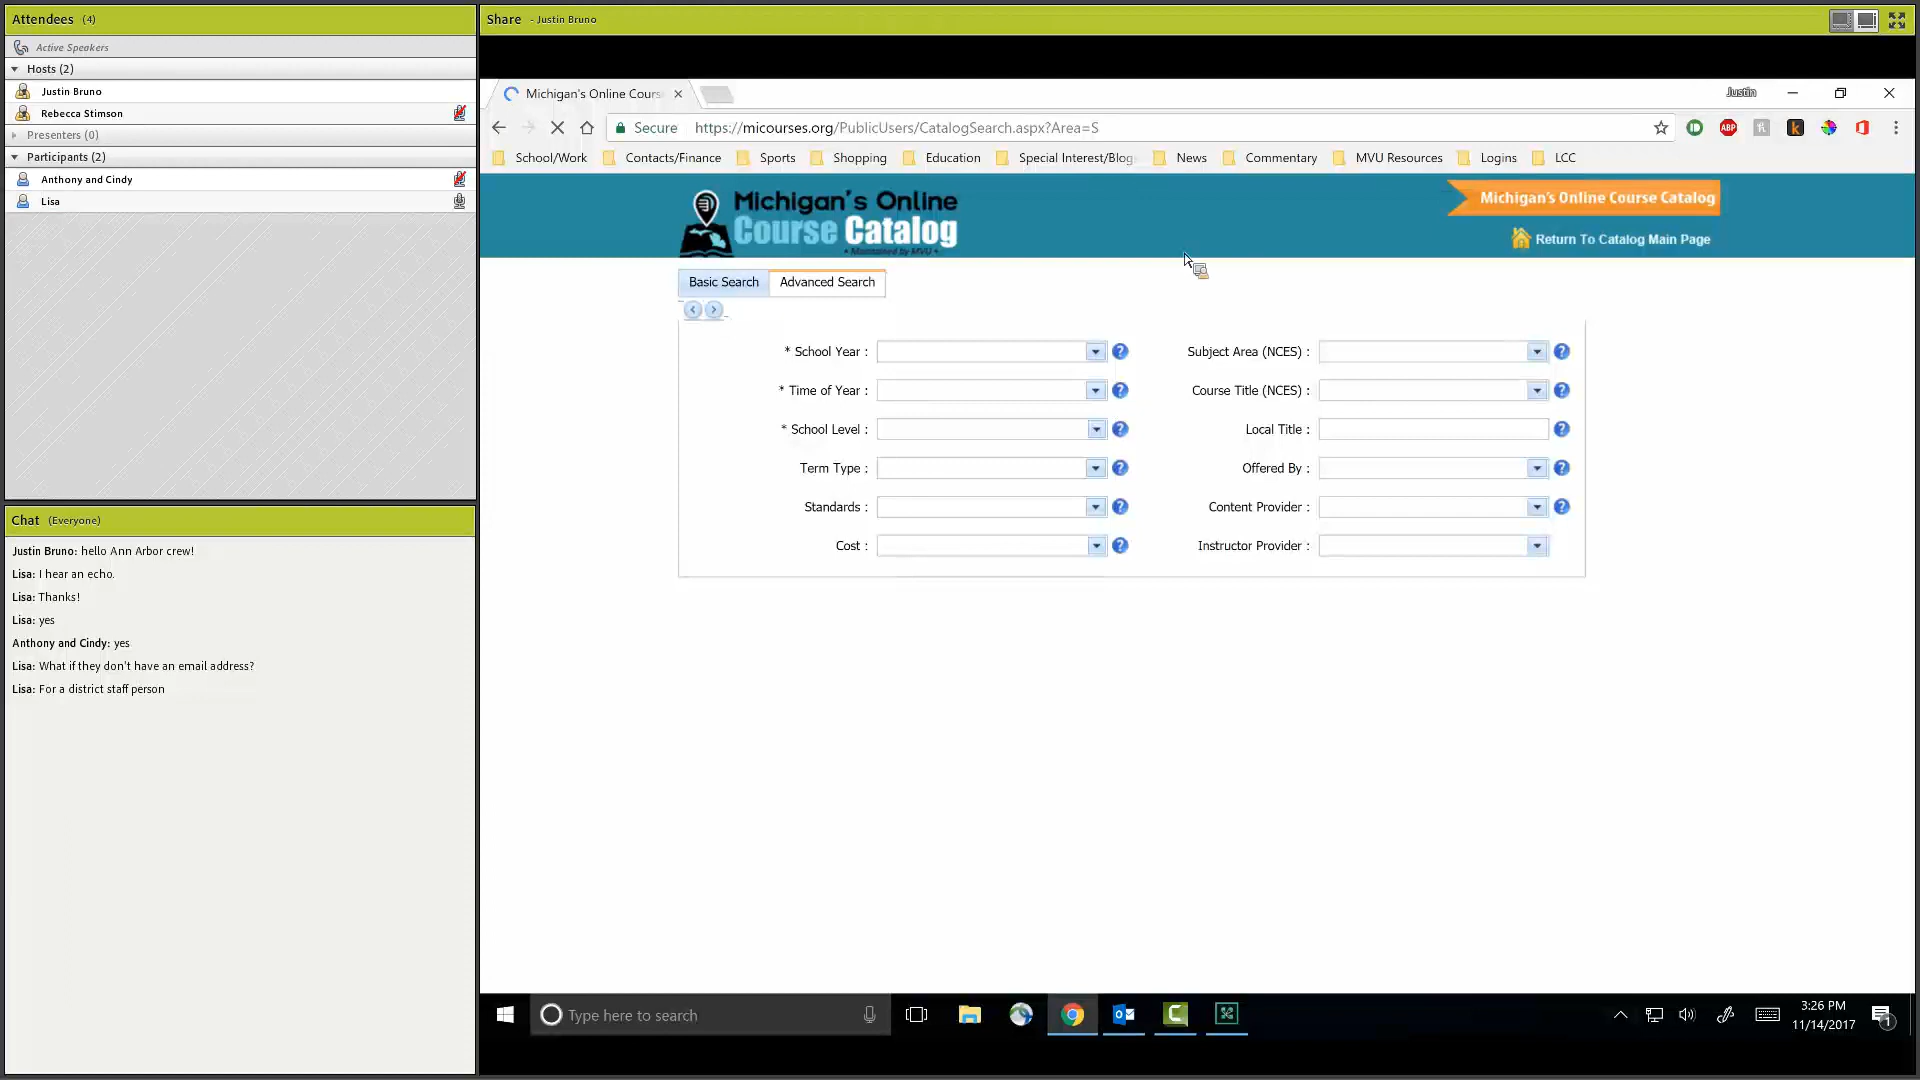 Attendees (4)
Active Speakers
Hosts (2)
Justin Bruno
Rebecca Stimson
Presenters (0)
Participants (2)
Anthony and Cindy
Lisa
Chat (Everyone)
Justin Bruno: hello Ann Arbor crew!
Lisa: I hear an echo.
Lisa: Thanks!
Lisa: yes
Anthony and Cindy: yes
Lisa: What if they don't have an email address?
Lisa: For a district staff person
Share - Justin Bruno
Michigan's Online Cours
Justin
Secure https://micourses.org/PublicUsers/CatalogSearch.aspx?Area=S
ABP
School/Work Contacts/Finance Sports Shopping Education Special Interest/Blog News Commentary MVU Resources Logins LCC
Michigan's Online
Course Catalog
• Maintained by MVU •
Michigan's Online Course Catalog
Return To Catalog Main Page
Basic Search Advanced Search
* School Year : Subject Area (NCES) :
* Time of Year : Course Title (NCES) :
* School Level : Local Title :
Term Type : Offered By :
Standards : Content Provider :
Cost : Instructor Provider :
Type here to search
3:26 PM
11/14/2017
1